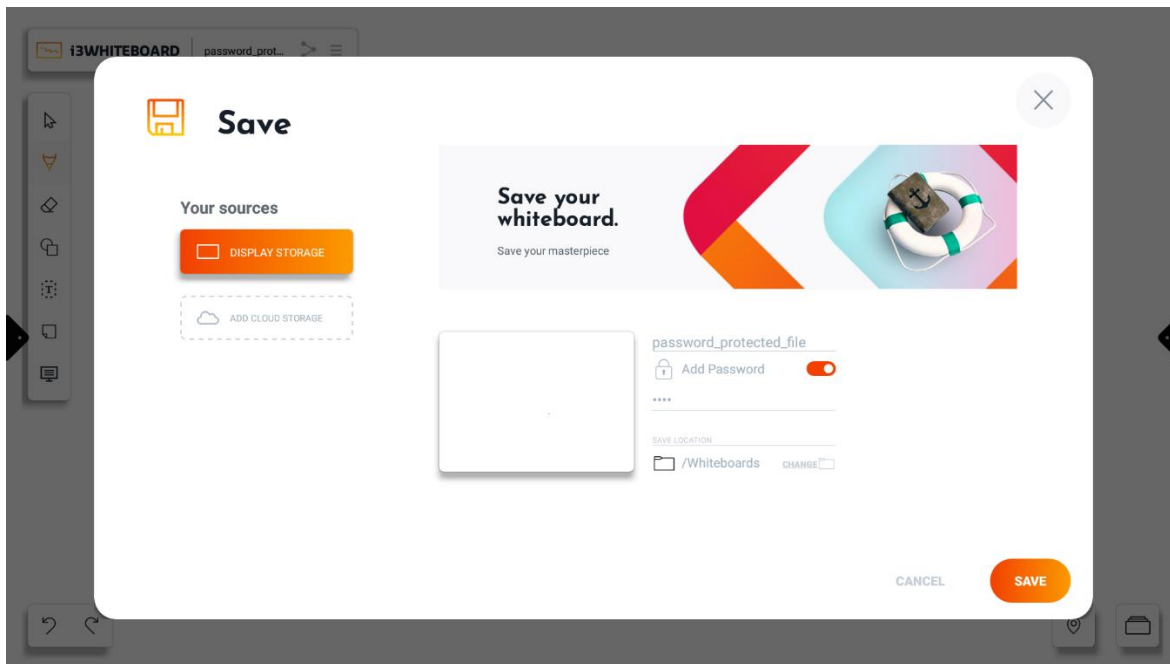 i3WHITEBOARD password_prot...
Save
Your sources
DISPLAY STORAGE
ADD CLOUD STORAGE
Save your
whiteboard.
Save your masterpiece
password_protected_file
Add Password
••••
SAVE LOCATION
/Whiteboards CHANGE
CANCEL SAVE